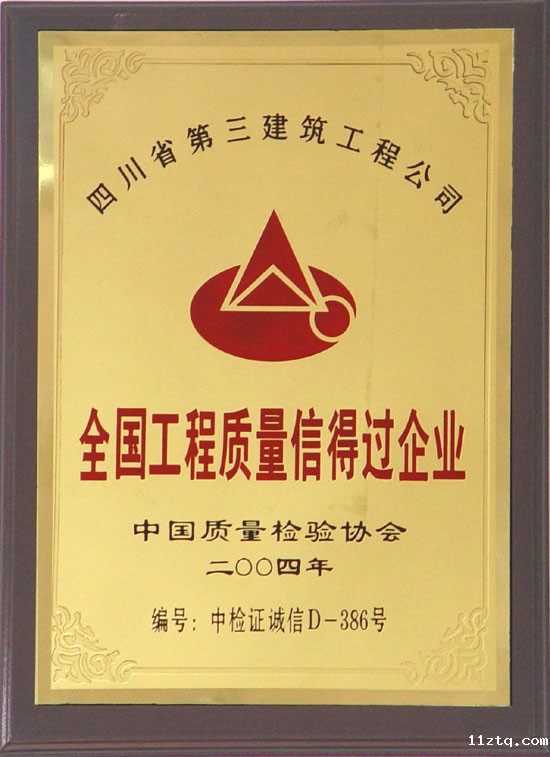 四川省第三建筑工程公司
全国工程质量信得过企业
中国质量检验协会
二〇〇四年
编号：中检证诚信D-386号
11ztq.com